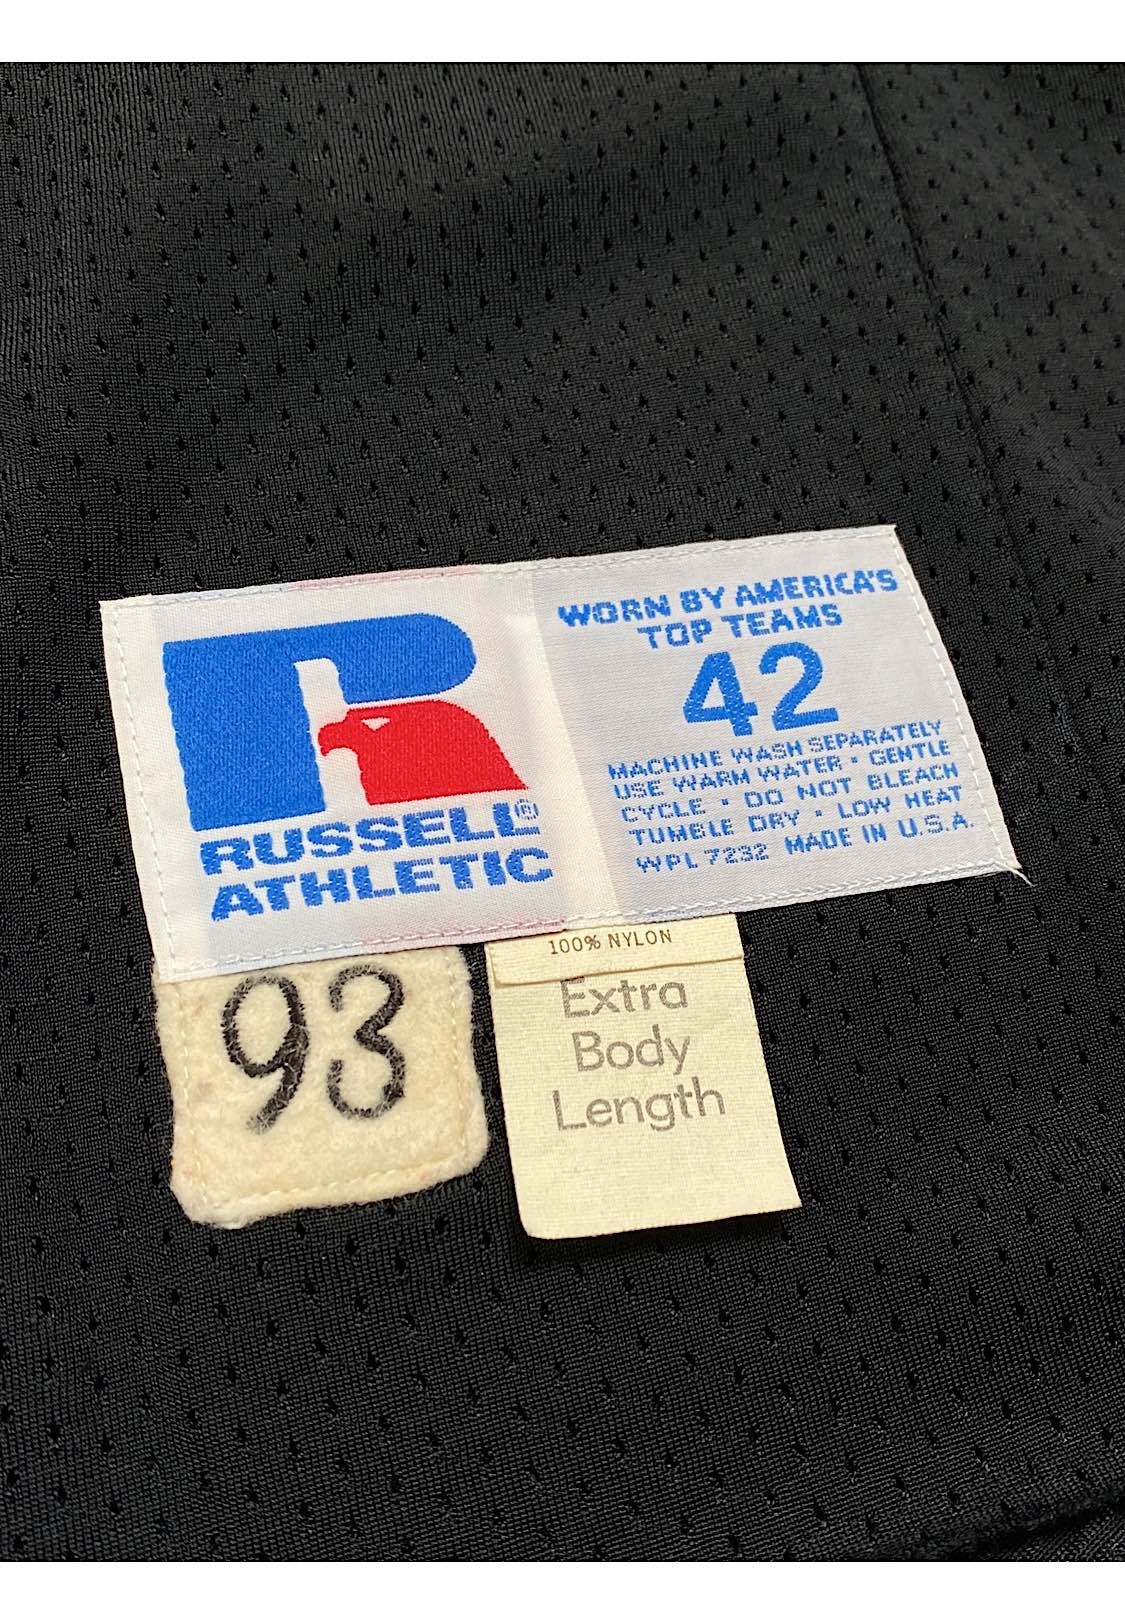 WORN BY AMERICA'S
TOP TEAMS
42
MACHINE WASH SEPARATELY
USE WARM WATER • GENTLE
CYCLE • DO NOT BLEACH
TUMBLE DRY • LOW HEAT
WPL 7232 MADE IN U.S.A.
R
RUSSELL®
ATHLETIC
100% NYLON
Extra
Body
Length
93